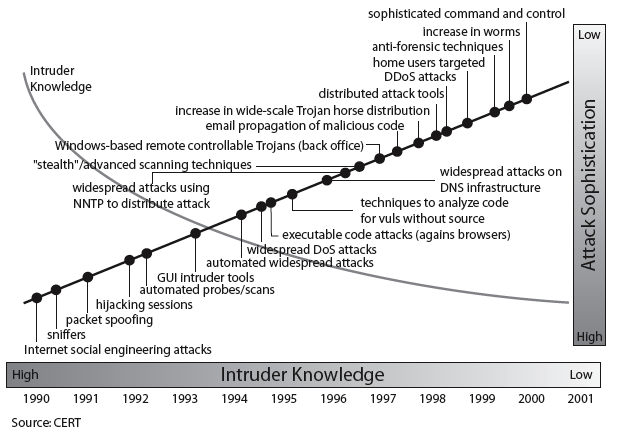 sophisticated command and control
Low
increase in worms
anti-forensic techniques
home users targeted
DDoS attacks
Intruder
Knowledge
distributed attack tools
increase in wide-scale Trojan horse distribution
email propagation of malicious code
Windows-based remote controllable Trojans (back office)
"stealth"/advanced scanning techniques
widespread attacks on
DNS infrastructure
widespread attacks using
NNTP to distribute attack
techniques to analyze code
for vuls without source
executable code attacks (agains browsers)
widespread DoS attacks
automated widespread attacks
GUI intruder tools
automated probes/scans
hijacking sessions
packet spoofing
sniffers
Internet social engineering attacks
Attack Sophistication
High
High Intruder Knowledge Low
1990 1991 1992 1993 1994 1995 1996 1997 1998 1999 2000 2001
Source: CERT